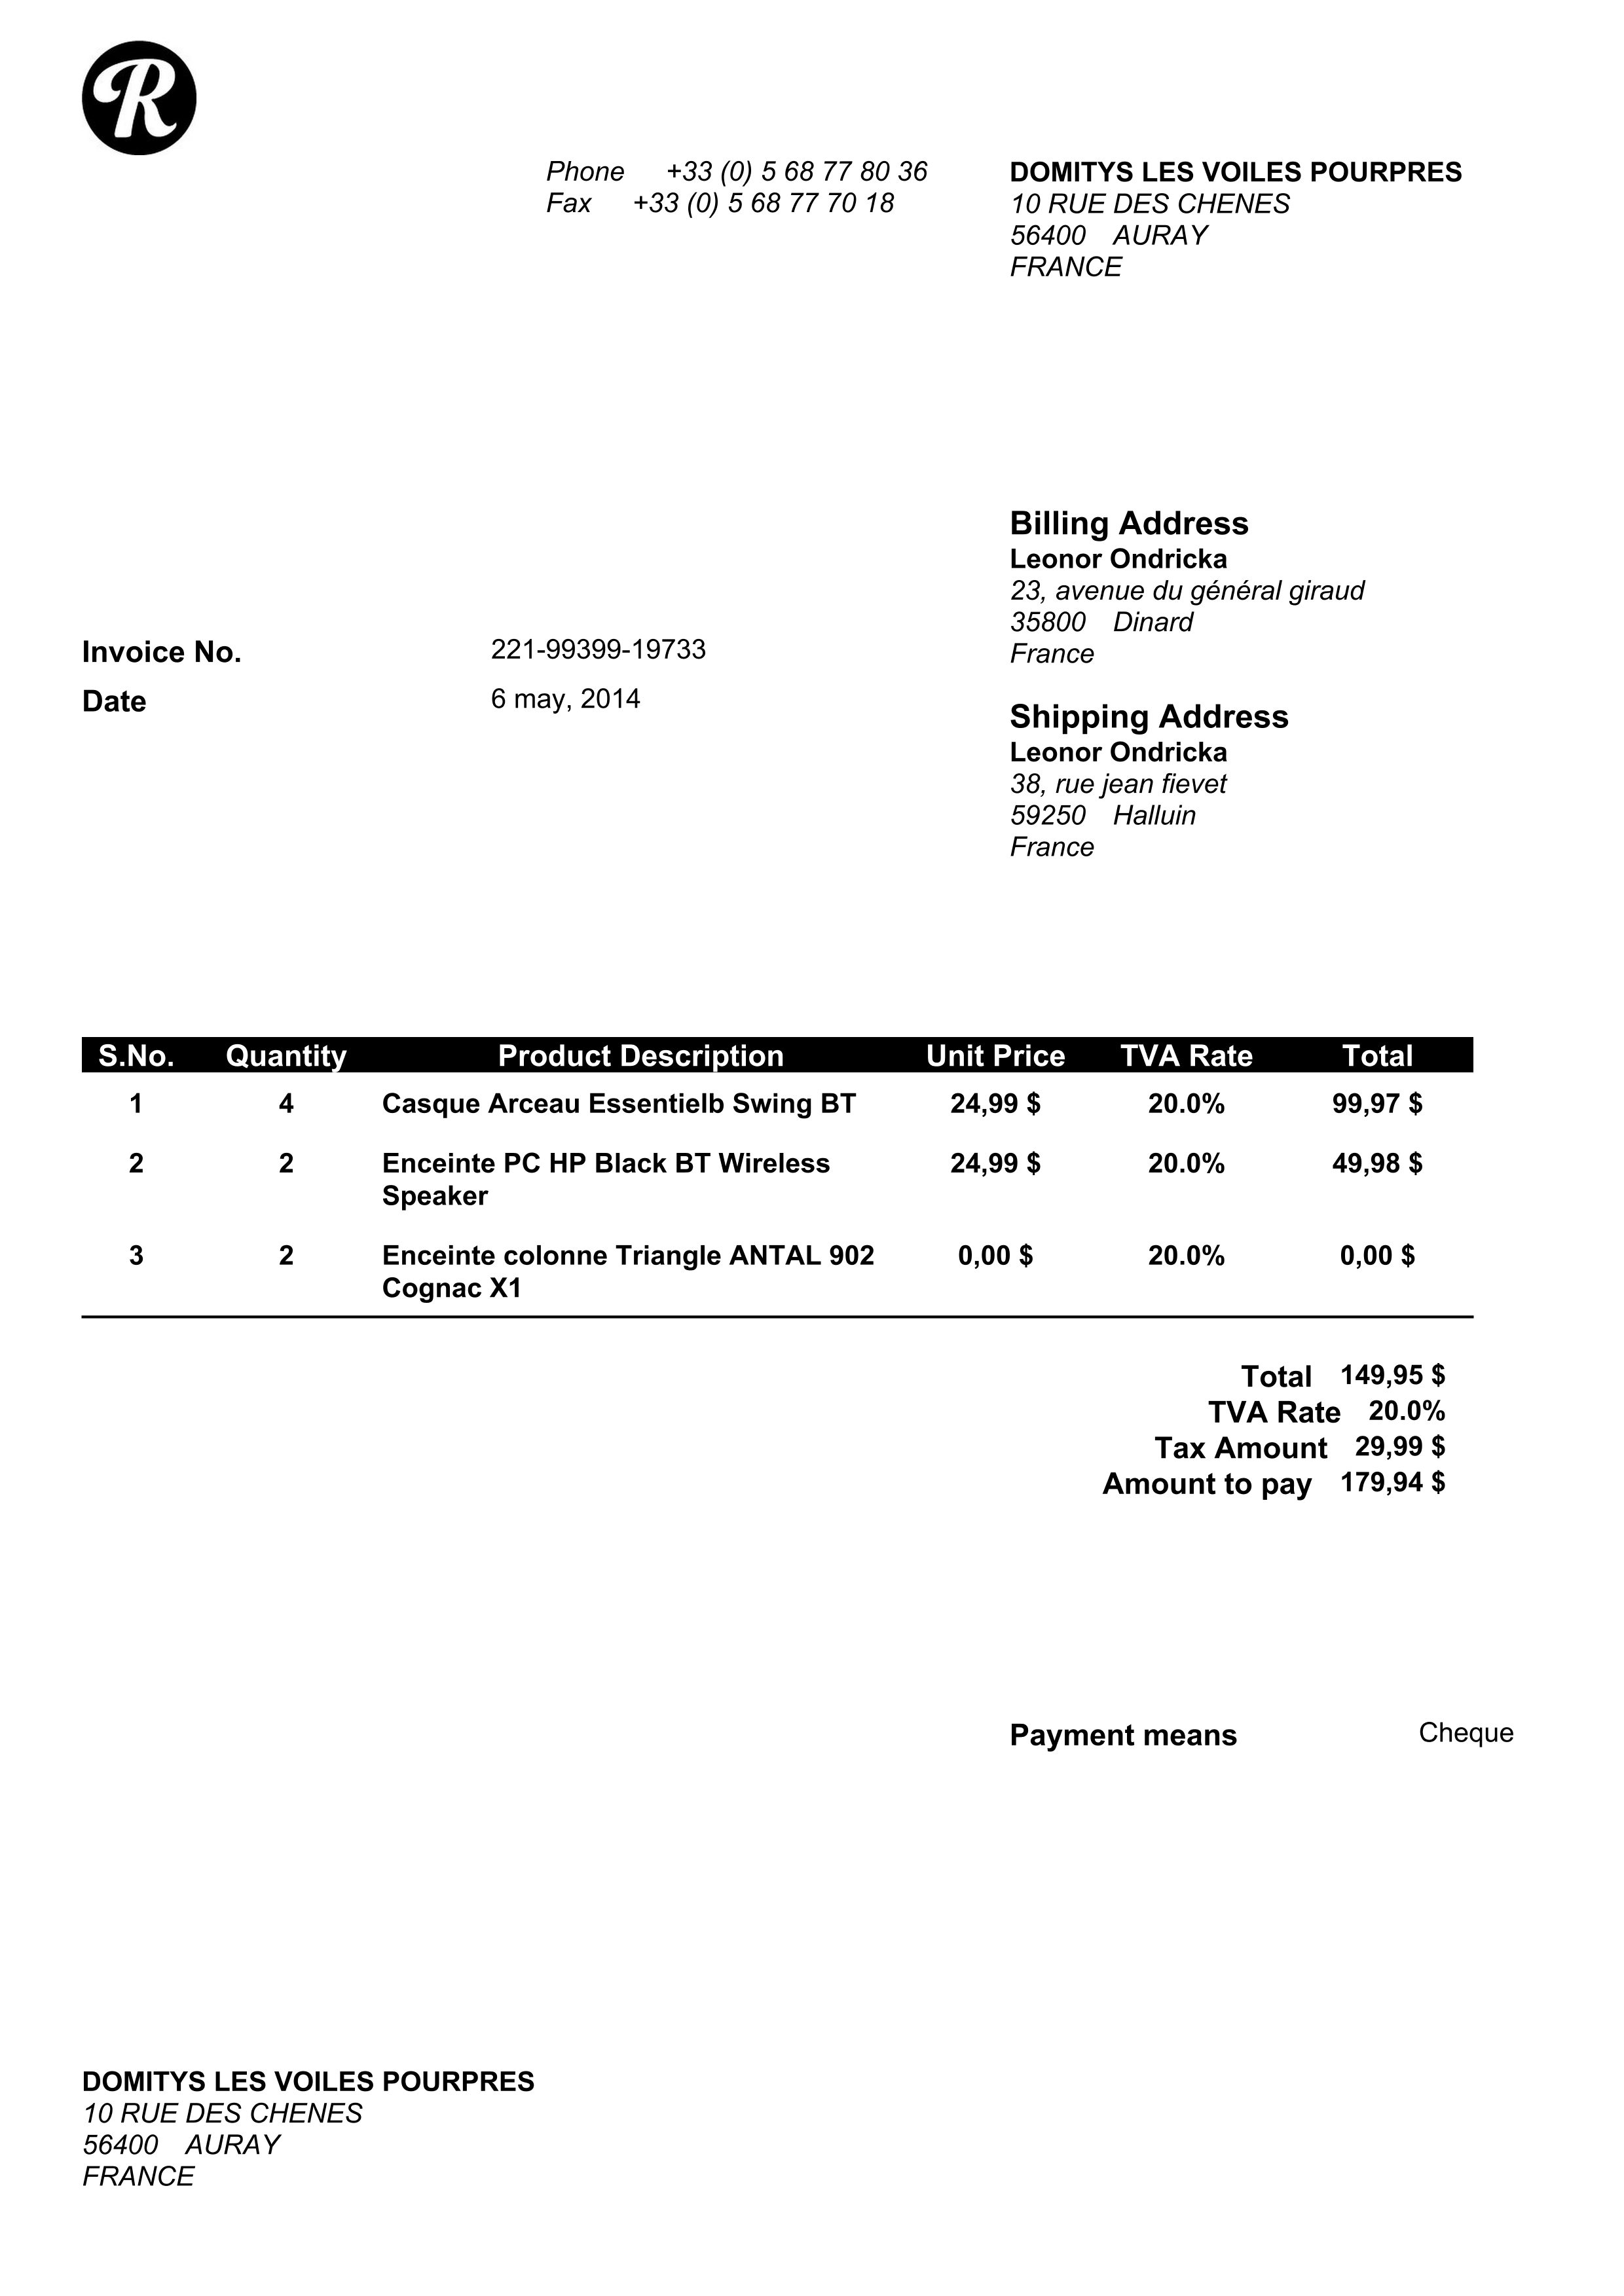 R
Phone +33 (0) 5 68 77 80 36
Fax +33 (0) 5 68 77 70 18
DOMITYS LES VOILES POURPRES
10 RUE DES CHENES
56400 AURAY
FRANCE
Billing Address
Leonor Ondricka
23, avenue du général giraud
35800 Dinard
France
Invoice No. 221-99399-19733
Date 6 may, 2014
Shipping Address
Leonor Ondricka
38, rue jean fievet
59250 Halluin
France
S.No. Quantity Product Description Unit Price TVA Rate Total
1 4 Casque Arceau Essentielb Swing BT 24,99 $ 20.0% 99,97 $
2 2 Enceinte PC HP Black BT Wireless 24,99 $ 20.0% 49,98 $
Speaker
3 2 Enceinte colonne Triangle ANTAL 902 0,00 $ 20.0% 0,00 $
Cognac X1
Total 149,95 $
TVA Rate 20.0%
Tax Amount 29,99 $
Amount to pay 179,94 $
Payment means Cheque
DOMITYS LES VOILES POURPRES
10 RUE DES CHENES
56400 AURAY
FRANCE